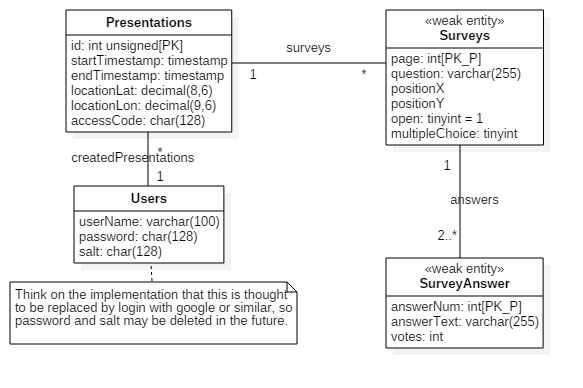 Presentations
id: int unsigned[PK]
startTimestamp: timestamp
endTimestamp: timestamp
locationLat: decimal(8,6)
locationLon: decimal(9,6)
accessCode: char(128)
surveys
1
*
«weak entity»
Surveys
page: int[PK_P]
question: varchar(255)
positionX
positionY
open: tinyint = 1
multipleChoice: tinyint
*
createdPresentations
1
Users
userName: varchar(100)
password: char(128)
salt: char(128)
1
answers
2..*
«weak entity»
SurveyAnswer
answerNum: int[PK_P]
answerText: varchar(255)
votes: int
Think on the implementation that this is thought
to be replaced by login with google or similar, so
password and salt may be deleted in the future.